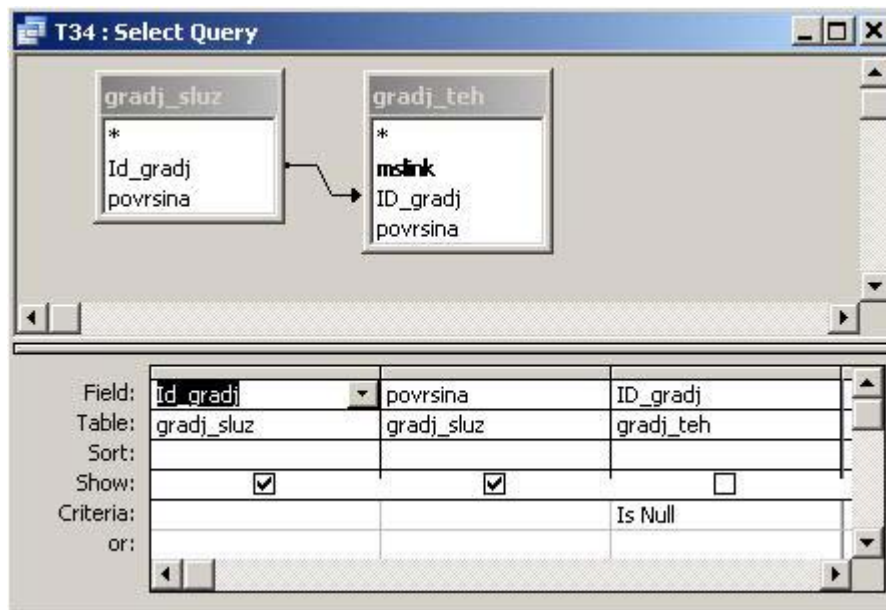 T34 : Select Query
gradj_sluz
*
Id_gradj
povrsina
gradj_teh
*
mslink
ID_gradj
povrsina
Field: Id_gradj povrsina ID_gradj
Table: gradj_sluz gradj_sluz gradj_teh
Sort:
Show:
Criteria: Is Null
or: